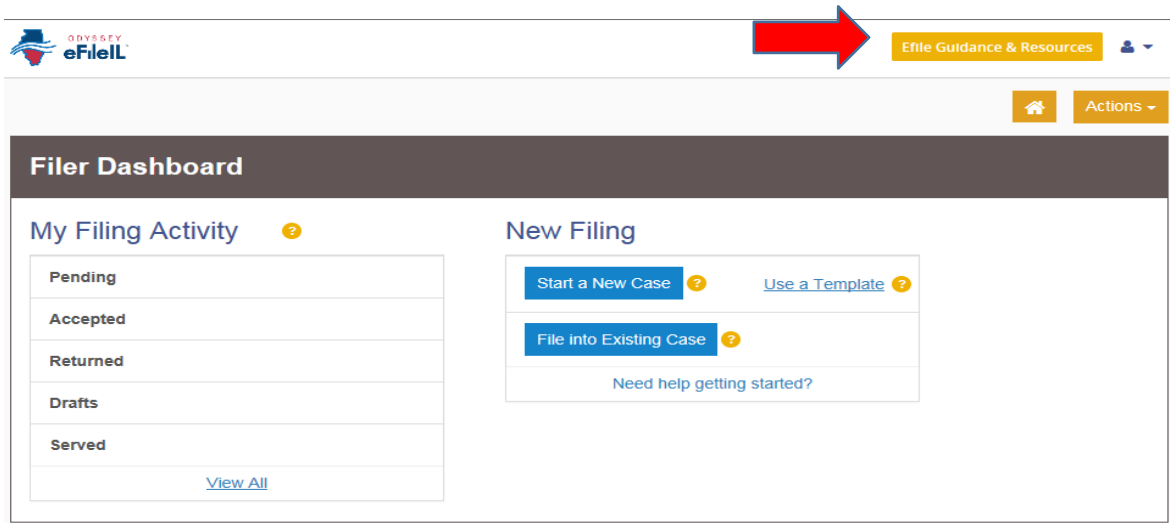 ODYSSEY
eFileIL
Efile Guidance & Resources
Actions
Filer Dashboard
My Filing Activity ?
Pending
Accepted
Returned
Drafts
Served
View All
New Filing
Start a New Case ? Use a Template ?
File into Existing Case ?
Need help getting started?